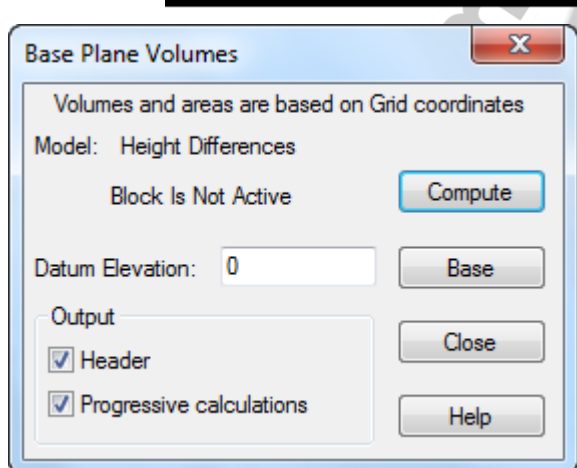 Base Plane Volumes
Volumes and areas are based on Grid coordinates
Model: Height Differences
Block Is Not Active
Compute
Datum Elevation: 0
Base
Output
Header
Progressive calculations
Close
Help